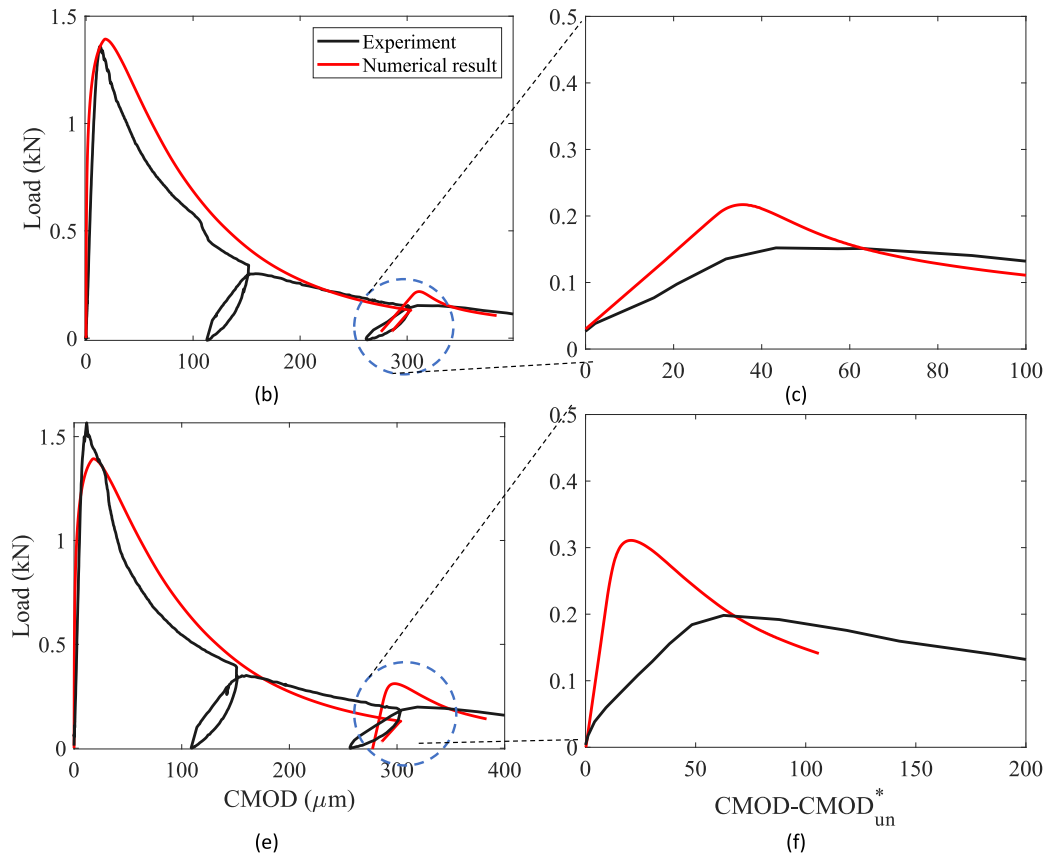 (b)
1.5
1
0.5
0
Load (kN)
Experiment
Numerical result
0 100 200 300
(b)
0.5
0.4
0.3
0.2
0.1
0
0 20 40 60 80 100
(c)
1.5
1
0.5
0
Load (kN)
0 100 200 300 400
CMOD (μm)
(e)
0.5
0.4
0.3
0.2
0.1
0
0 50 100 150 200
CMOD-CMOD*un
(f)